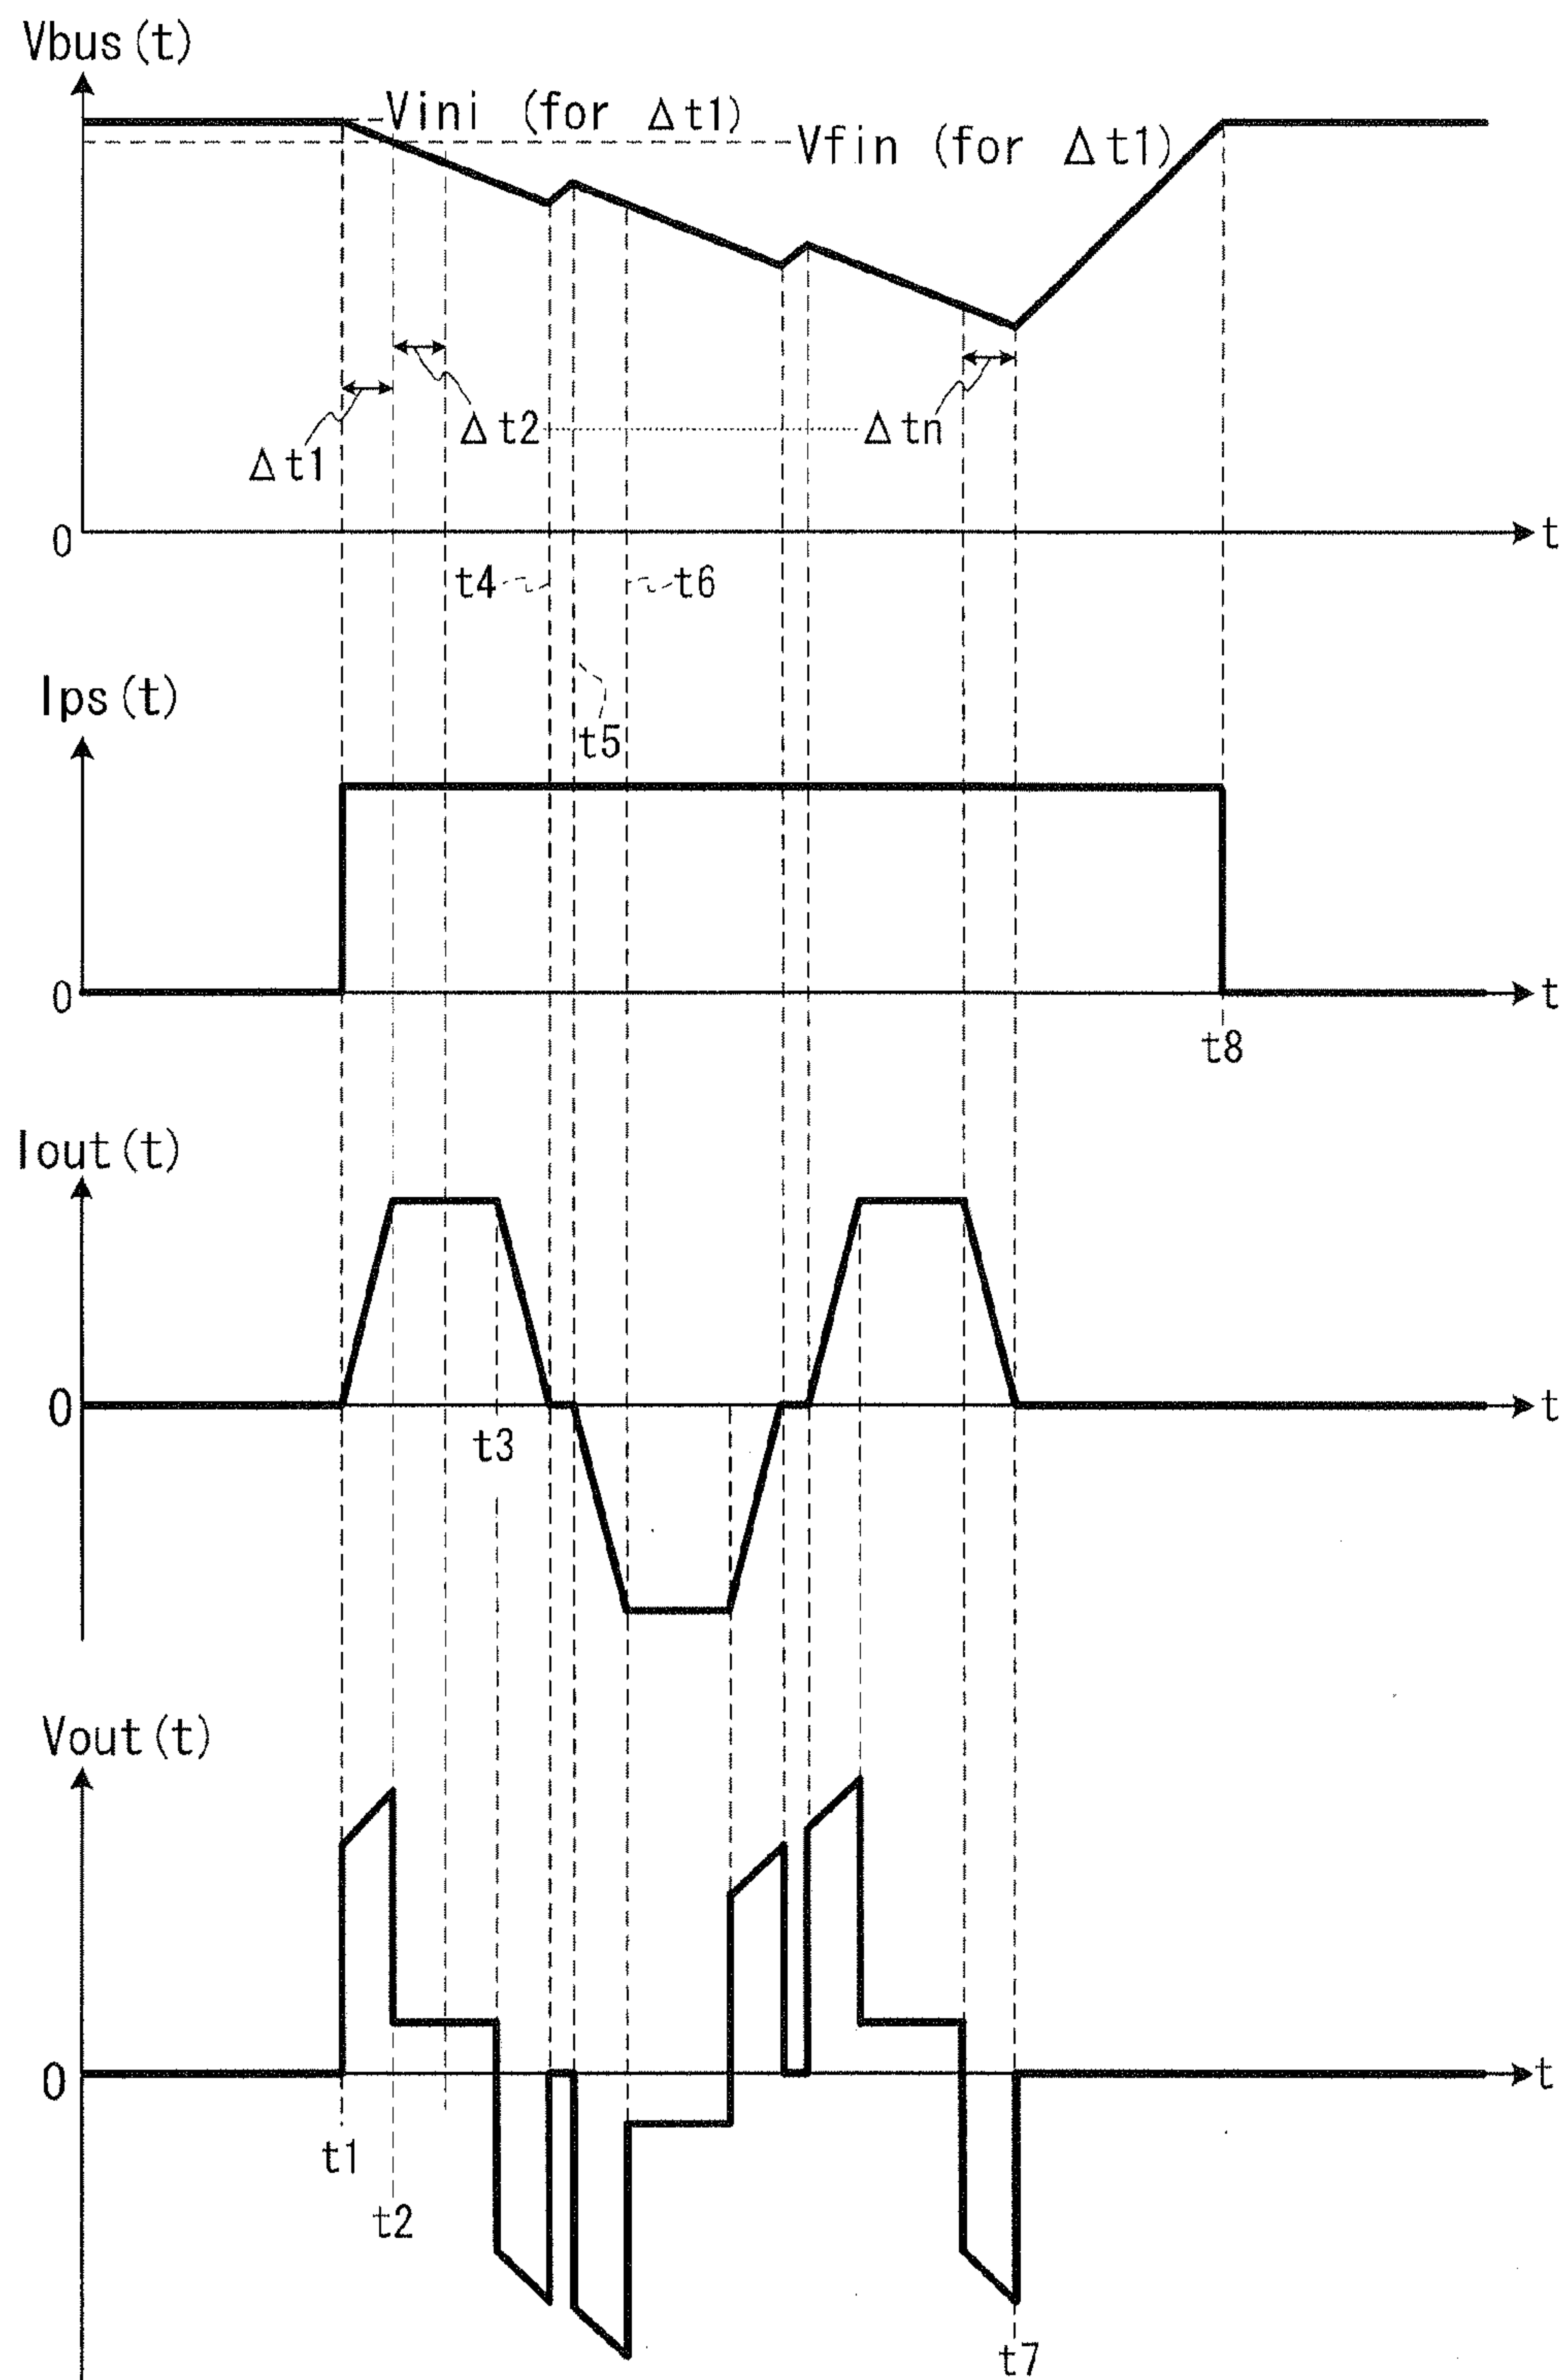 Vbus(t)
Vini (for Δt1)
Vfin (for Δt1)
Δt2
Δtn
Δt1
0
t
t4
t6
Ips(t)
t5
0
t
t8
Iout(t)
0
t
t3
Vout(t)
0
t
t1
t2
t7